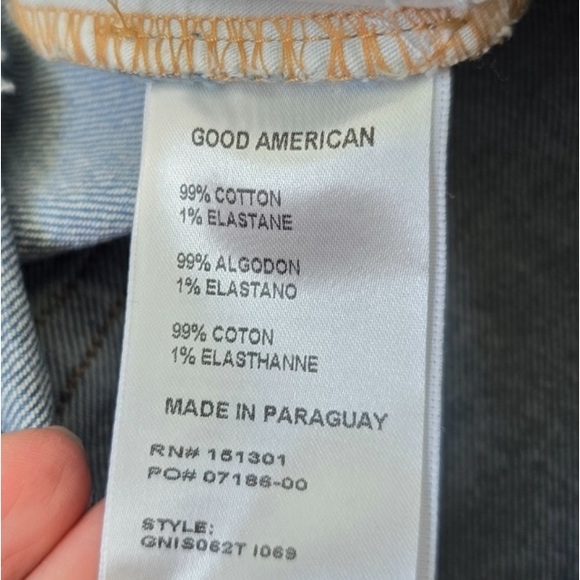 GOOD AMERICAN
99% COTTON
1% ELASTANE
99% ALGODON
1% ELASTANO
99% COTON
1% ELASTHANNE
MADE IN PARAGUAY
RN# 151301
PO# 07186-00
STYLE:
GNIS062T I069